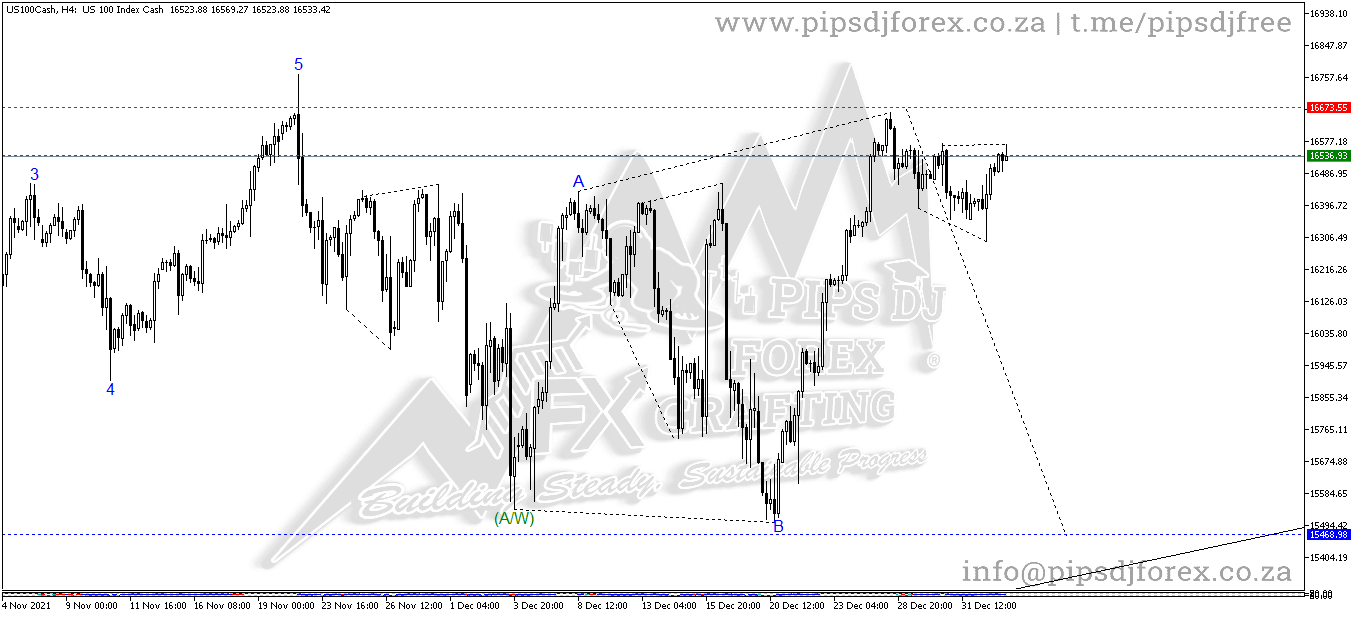 US100Cash, H4: US 100 Index Cash 16523.88 16569.27 16523.88 16533.42
www.pipsdjforex.co.za | t.me/pipsdjfree
16938.10
16847.87
16757.64
16673.55
16577.18
16536.93
16486.95
16396.72
16306.49
16216.26
16126.03
16035.80
15945.57
15855.34
15765.11
15674.88
15584.65
15494.42
15468.98
15404.19
5
3
A
4
PIPS DJ
FOREX
®
FX CRAFTING
Building Steady, Sustainable Progress
(A/W)
B
info@pipsdjforex.co.za
4 Nov 2021 9 Nov 00:00 11 Nov 16:00 16 Nov 08:00 19 Nov 00:00 23 Nov 16:00 26 Nov 12:00 1 Dec 04:00 3 Dec 20:00 8 Dec 12:00 13 Dec 04:00 15 Dec 20:00 20 Dec 12:00 23 Dec 04:00 28 Dec 20:00 31 Dec 12:00